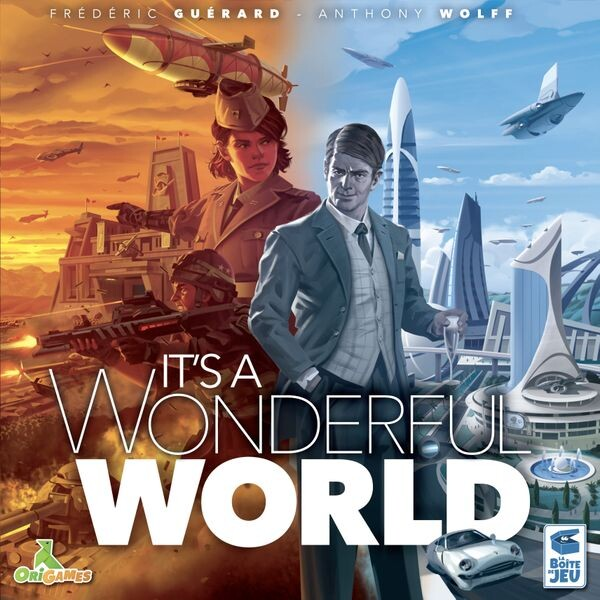 FRÉDÉRIC GUÉRARD - ANTHONY WOLFF
IT'S A
WONDERFUL
WORLD
ORIGAMES
LA
BOÎTE
DE JEU